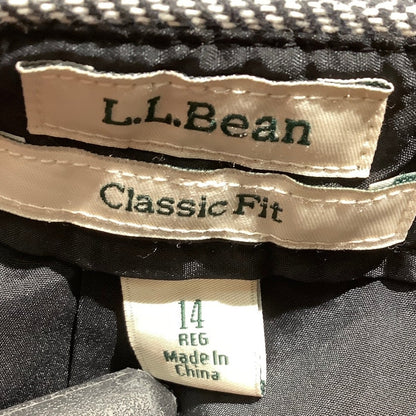 L.L.Bean
Classic Fit
14
REG
Made In
China